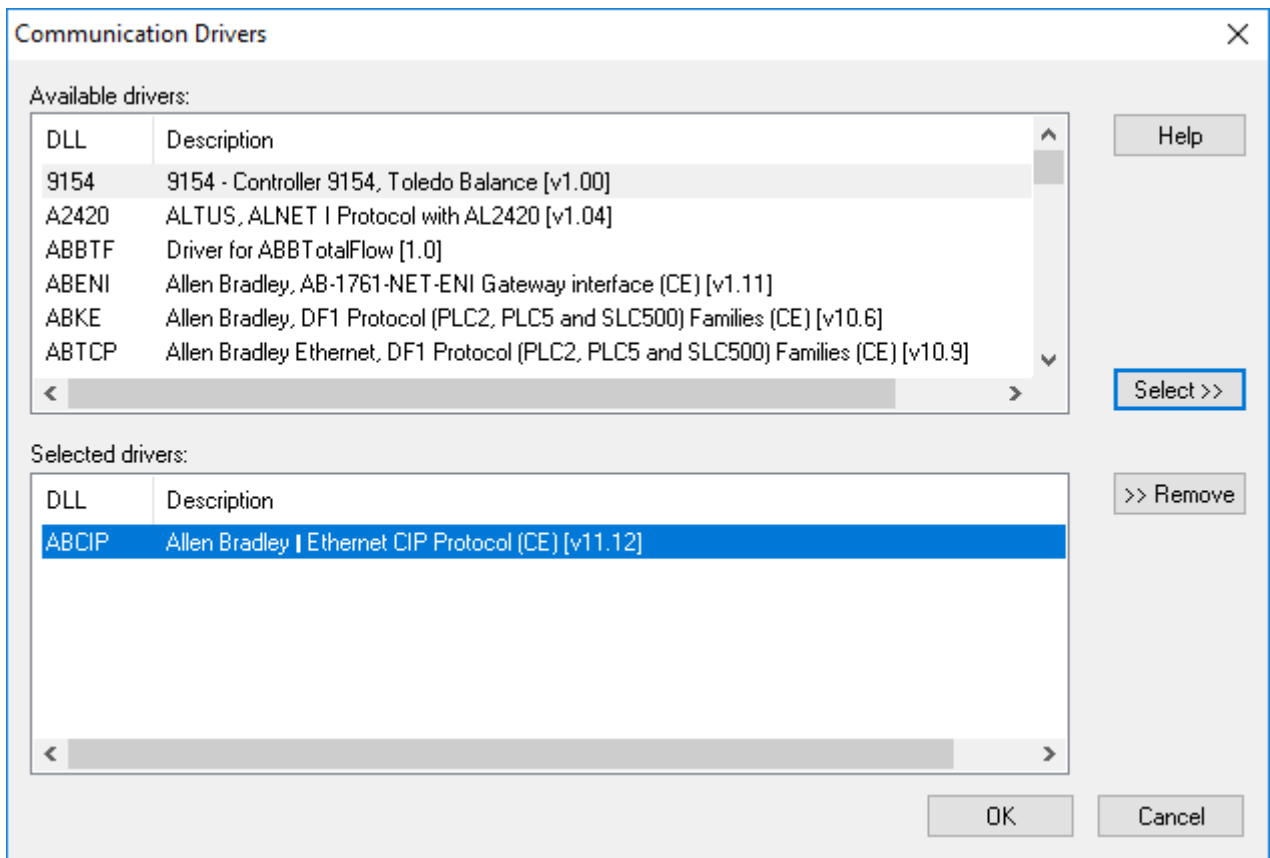 Communication Drivers
Available drivers:
DLL Description
9154 9154 - Controller 9154, Toledo Balance [v1.00]
A2420 ALTUS, ALNET I Protocol with AL2420 [v1.04]
ABBTF Driver for ABBTotalFlow [1.0]
ABENI Allen Bradley, AB-1761-NET-ENI Gateway interface (CE) [v1.11]
ABKE Allen Bradley, DF1 Protocol (PLC2, PLC5 and SLC500) Families (CE) [v10.6]
ABTCP Allen Bradley Ethernet, DF1 Protocol (PLC2, PLC5 and SLC500) Families (CE) [v10.9]
Help
Select >>
Selected drivers:
DLL Description
ABCIP Allen Bradley | Ethernet CIP Protocol (CE) [v11.12]
>> Remove
OK Cancel